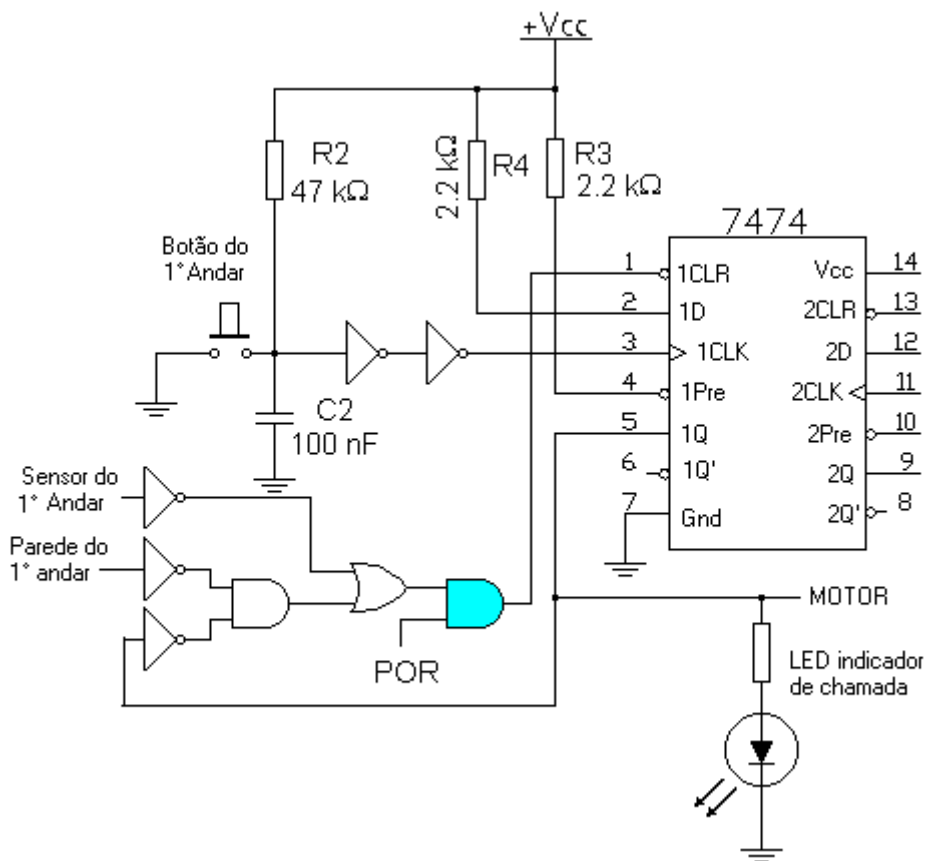 +Vcc
R2
47 kΩ
2.2 kΩ
R4
R3
2.2 kΩ
7474
Botão do
1°Andar
1
1CLR
Vcc
14
2
1D
2CLR
13
3
1CLK
2D
12
4
1Pre
2CLK
11
5
1Q
2Pre
10
6
1Q'
2Q
9
7
Gnd
2Q'
8
C2
100 nF
Sensor do
1° Andar
Parede do
1° andar
POR
MOTOR
LED indicador
de chamada